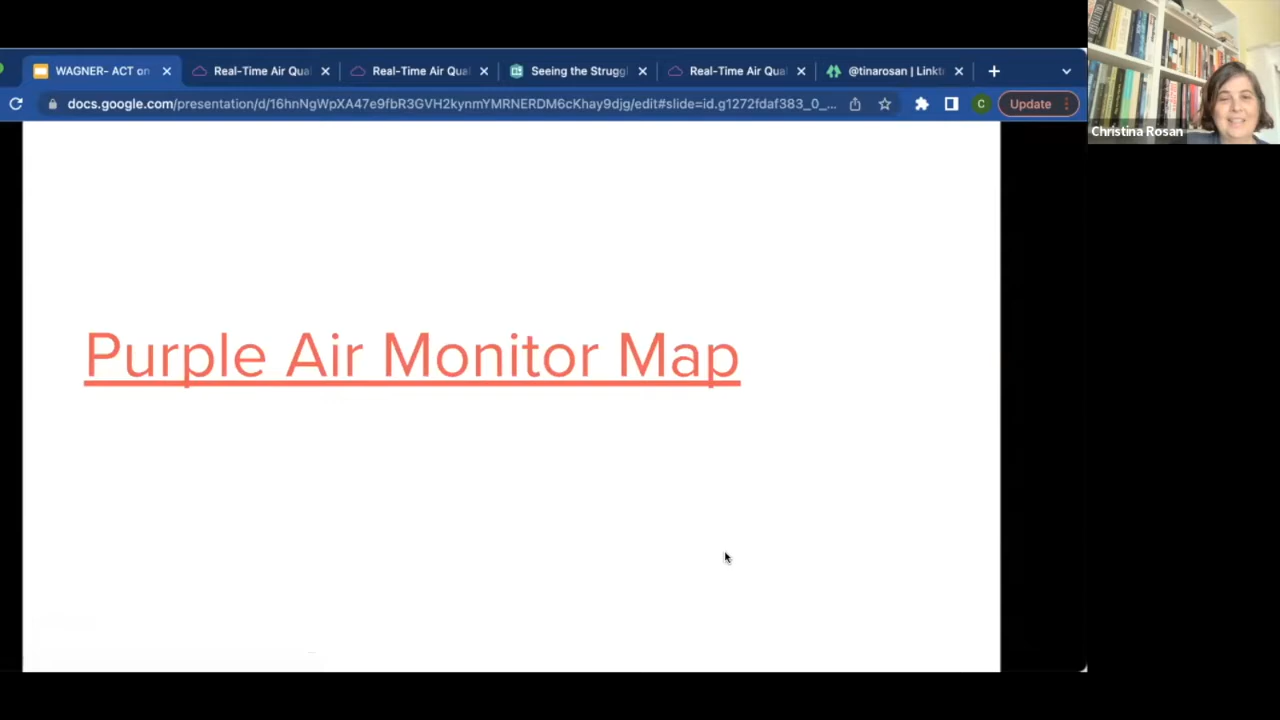 WAGNER- ACT on
Real-Time Air Qual
Real-Time Air Qual
Seeing the Struggl
Real-Time Air Qual
@tinarosan | Linktr
docs.google.com/presentation/d/16hnNgWpXA47e9fbR3GVH2kynmYMRNERDM6cKhay9djg/edit#slide=id.g1272fdaf383_0_...
C
Update
Christina Rosan
Purple Air Monitor Map